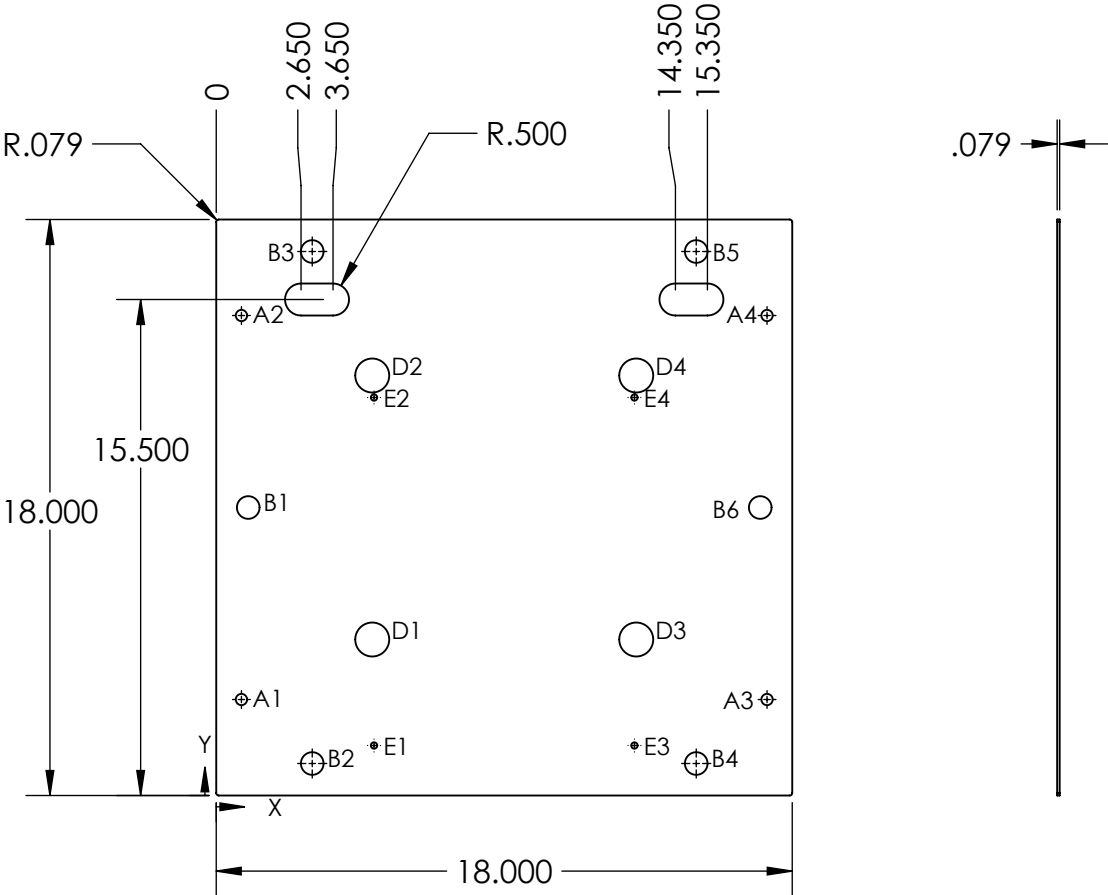 0
2.650
3.650
14.350
15.350
R.079
R.500
.079
B3
B5
A2
A4
D2
D4
E2
E4
15.500
18.000
B1
B6
D1
D3
A1
A3
E1
E3
B2
B4
Y
X
18.000